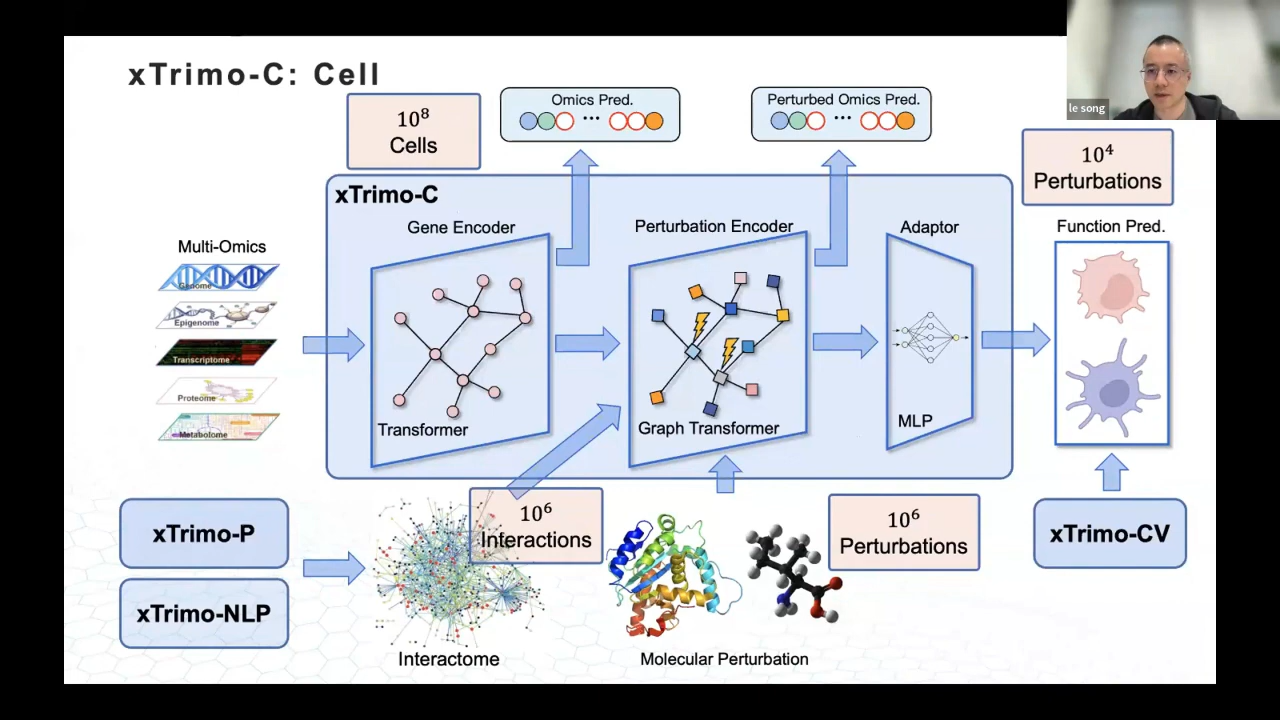 xTrimo-C: Cell
le song
10⁸
Cells
Omics Pred.
...
Perturbed Omics Pred.
...
10⁴
Perturbations
xTrimo-C
Gene Encoder
Perturbation Encoder
Adaptor
Function Pred.
Multi-Omics
Genome
Epigenome
Transcriptome
Proteome
Metabolome
Transformer
Graph Transformer
MLP
xTrimo-P
xTrimo-NLP
10⁶
Interactions
10⁶
Perturbations
xTrimo-CV
Interactome
Molecular Perturbation